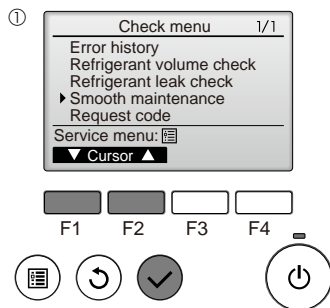 ①
Check menu 1/1
Error history
Refrigerant volume check
Refrigerant leak check
Smooth maintenance
Request code
Service menu:
▼ Cursor ▲
F1 F2 F3 F4